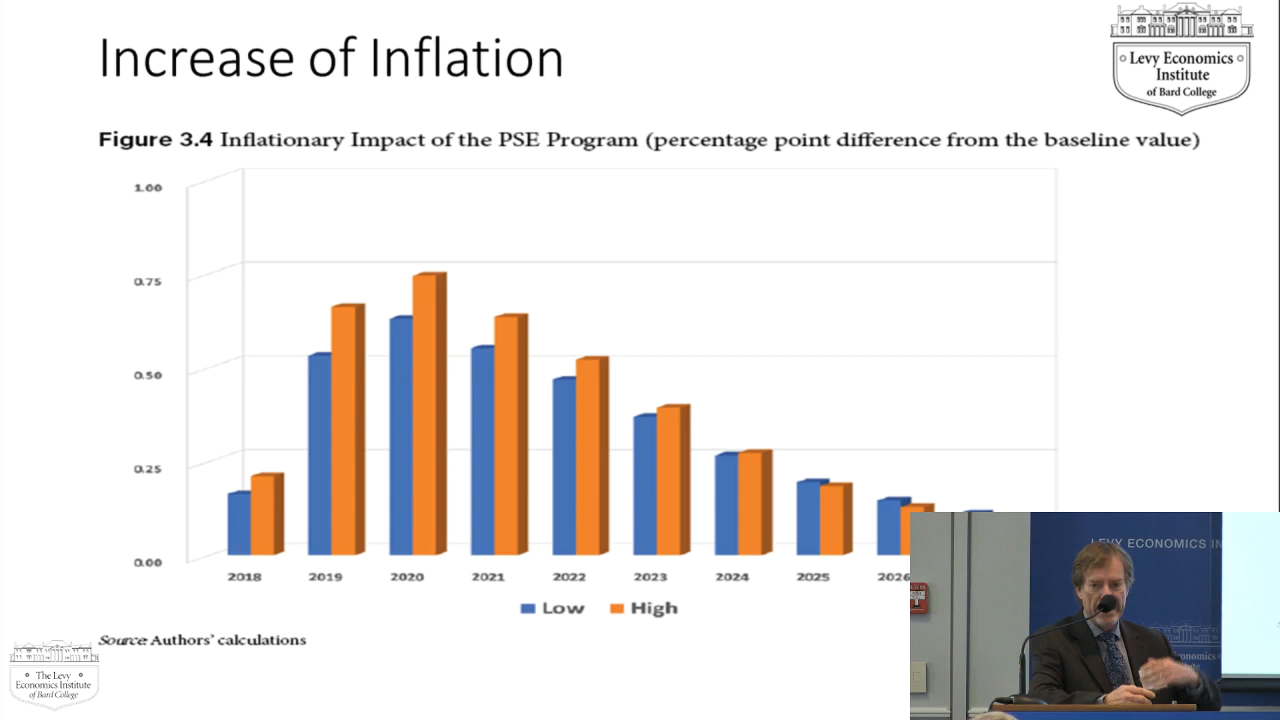 Increase of Inflation
Levy Economics
Institute
of Bard College
Figure 3.4 Inflationary Impact of the PSE Program (percentage point difference from the baseline value)
1.00
0.75
0.50
0.25
0.00
2018 2019 2020 2021 2022 2023 2024 2025 2026
Low High
Source: Authors' calculations
The Levy
Economics Institute
of Bard College
LEVY ECONOMICS IN
onomics